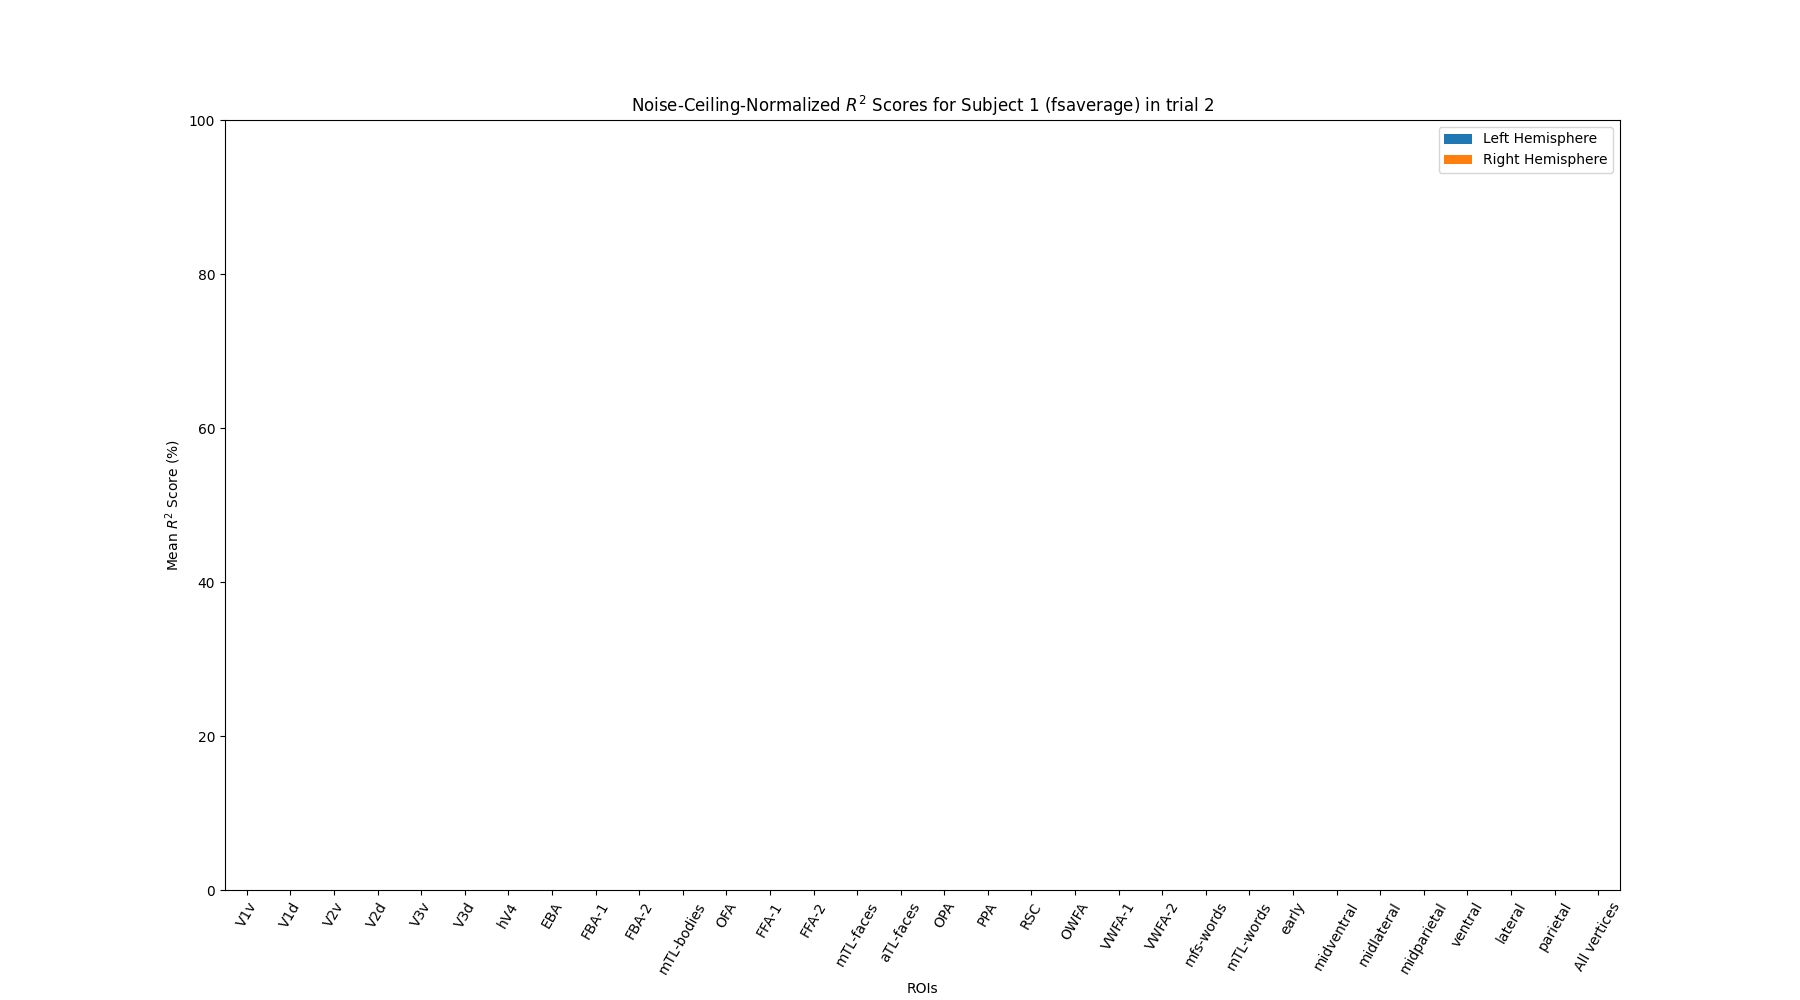 Noise-Ceiling-Normalized R² Scores for Subject 1 (fsaverage) in trial 2
Left Hemisphere
Right Hemisphere
100
80
60
40
20
0
Mean R² Score (%)
V1v
V1d
V2v
V2d
V3v
V3d
hV4
EBA
FBA-1
FBA-2
mTL-bodies
OFA
FFA-1
FFA-2
mTL-faces
aTL-faces
OPA
PPA
RSC
OWFA
VWFA-1
VWFA-2
mfs-words
mTL-words
early
midventral
midlateral
midparietal
ventral
lateral
parietal
All vertices
ROIs